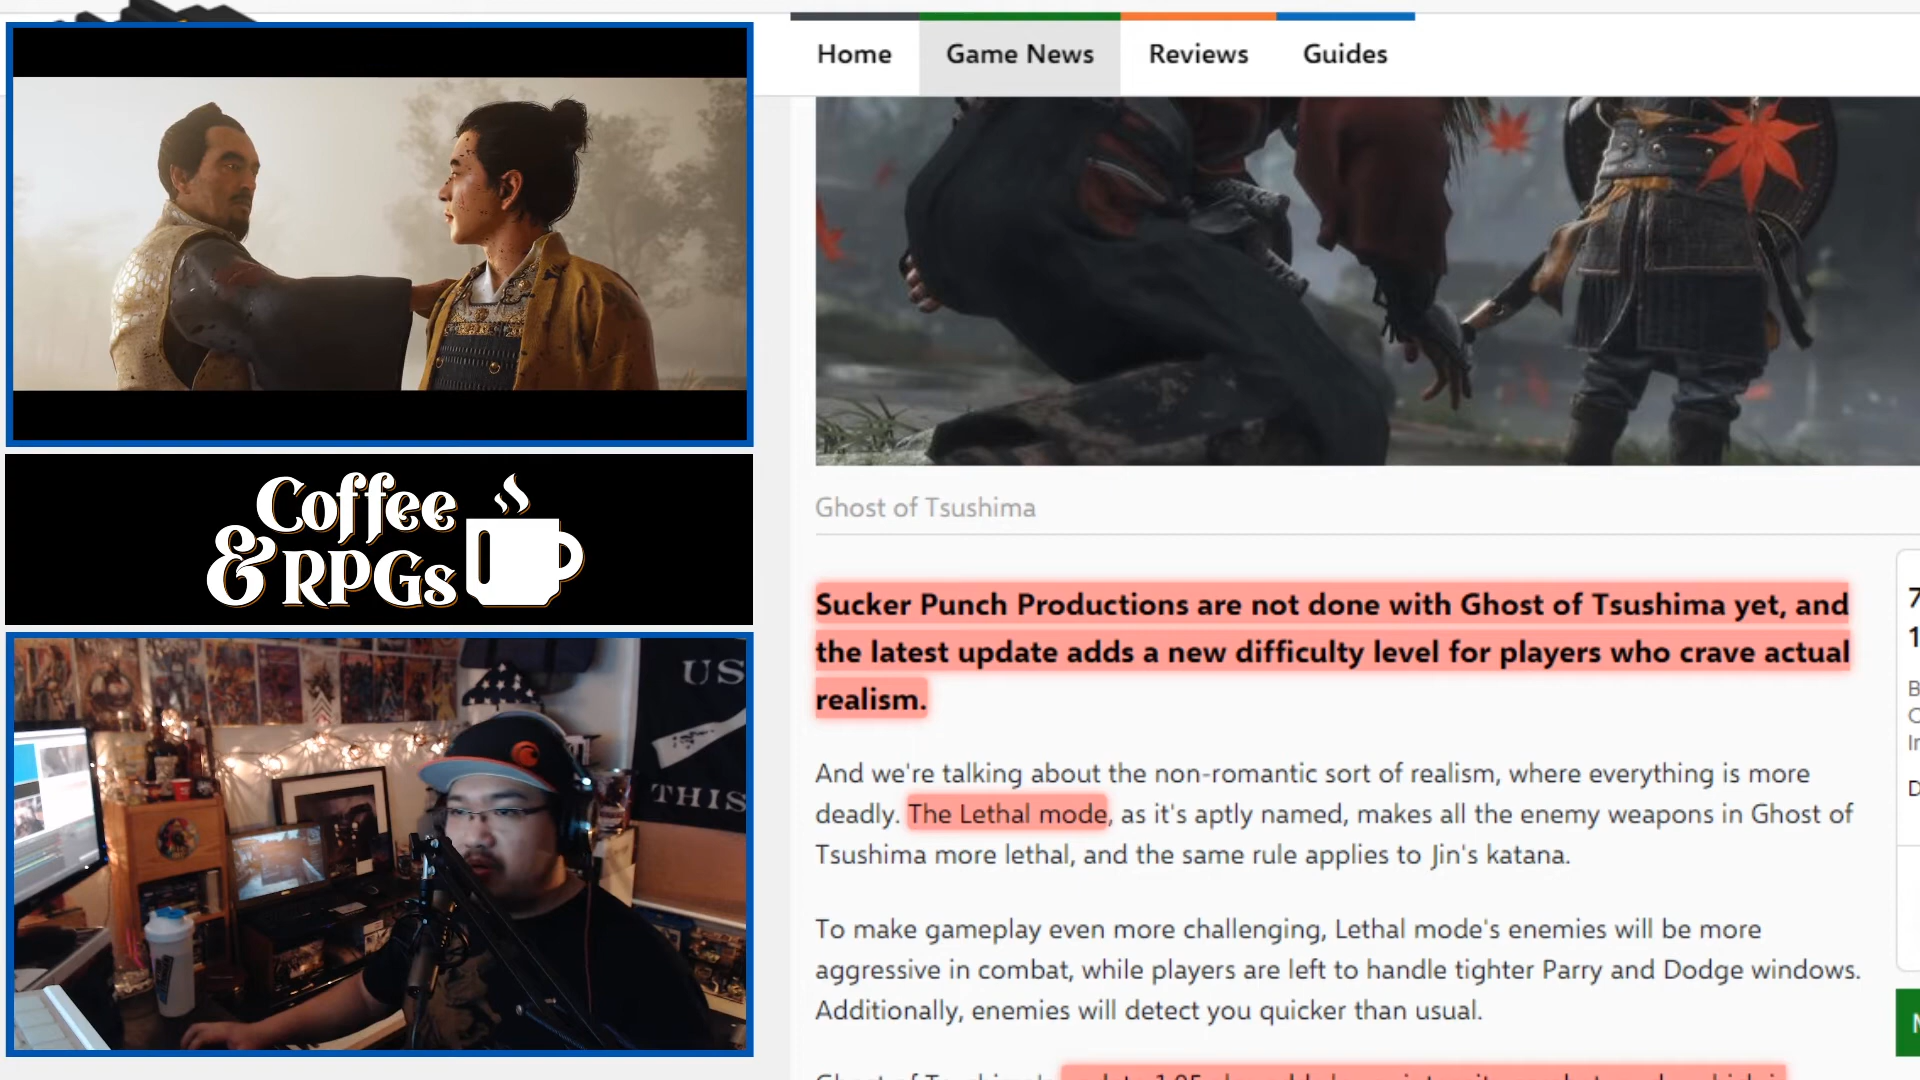 Home
Game News
Reviews
Guides
Coffee
& RPGs
US
THIS
Ghost of Tsushima
Sucker Punch Productions are not done with Ghost of Tsushima yet, and
the latest update adds a new difficulty level for players who crave actual
realism.
And we're talking about the non-romantic sort of realism, where everything is more
deadly. The Lethal mode, as it's aptly named, makes all the enemy weapons in Ghost of
Tsushima more lethal, and the same rule applies to Jin's katana.
To make gameplay even more challenging, Lethal mode's enemies will be more
aggressive in combat, while players are left to handle tighter Parry and Dodge windows.
Additionally, enemies will detect you quicker than usual.